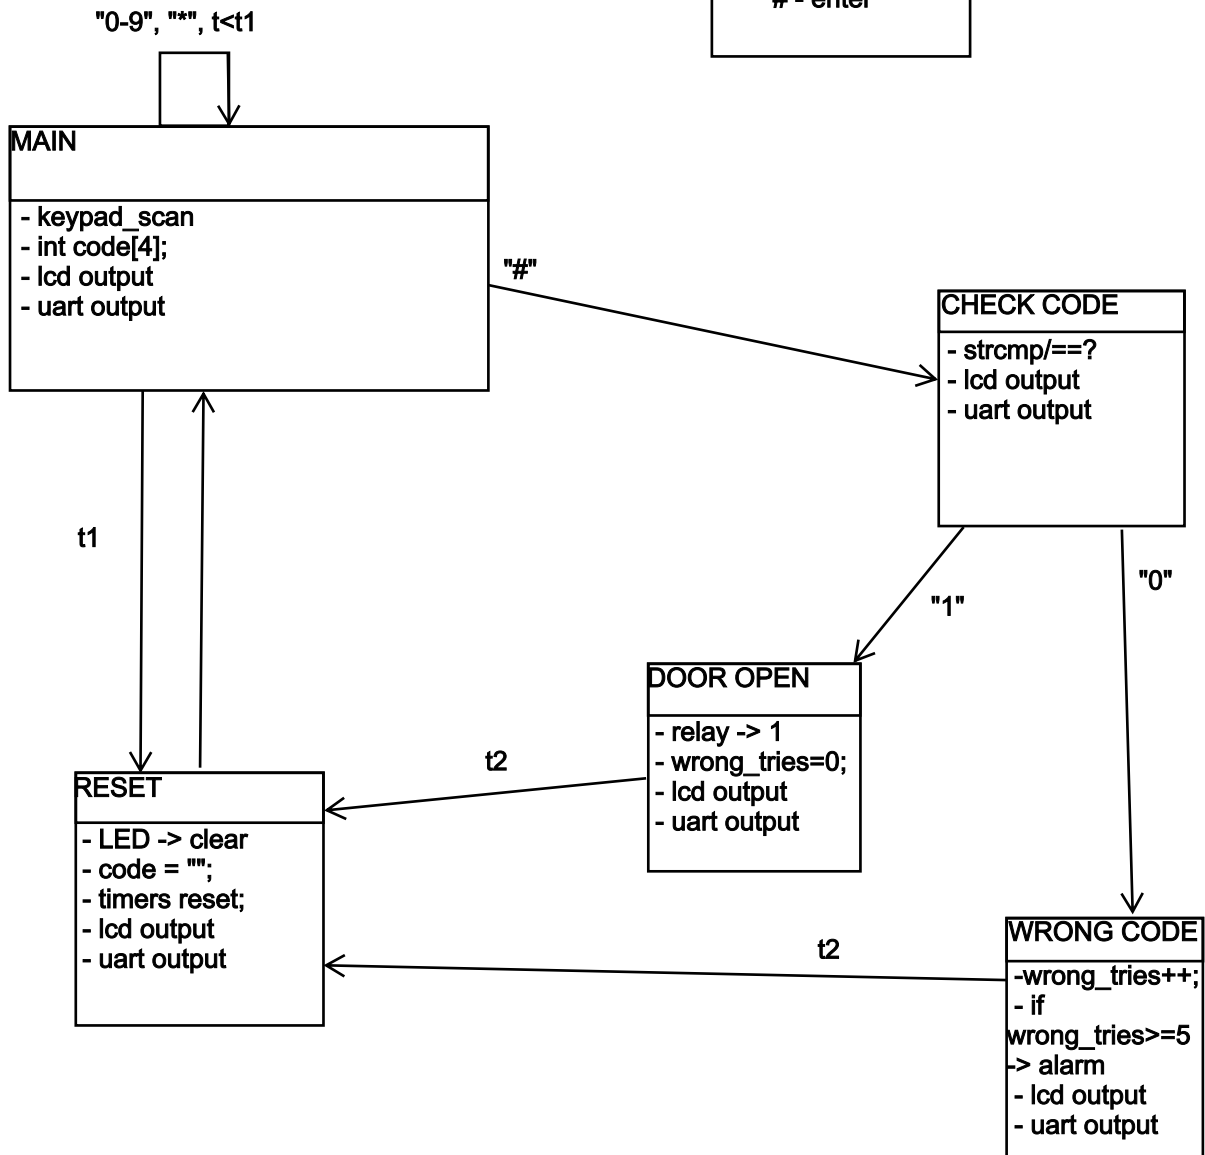 # - enter
"0-9", "*", t<t1
MAIN
- keypad_scan
- int code[4];
- lcd output
- uart output
"#"
CHECK CODE
- strcmp/==?
- lcd output
- uart output
t1
"1"
"0"
DOOR OPEN
- relay -> 1
- wrong_tries=0;
- lcd output
- uart output
t2
RESET
- LED -> clear
- code = "";
- timers reset;
- lcd output
- uart output
t2
WRONG CODE
-wrong_tries++;
- if
wrong_tries>=5
-> alarm
- lcd output
- uart output